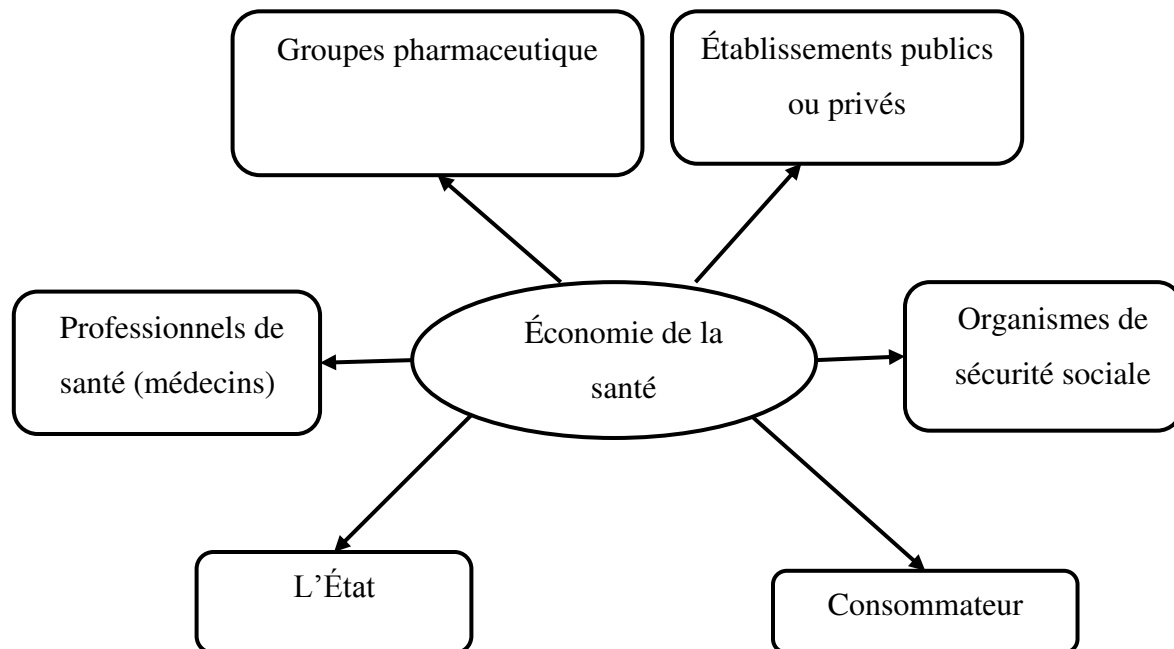 Groupes pharmaceutique
Établissements publics
ou privés
Professionnels de
santé (médecins)
Économie de la
santé
Organismes de
sécurité sociale
L’État
Consommateur